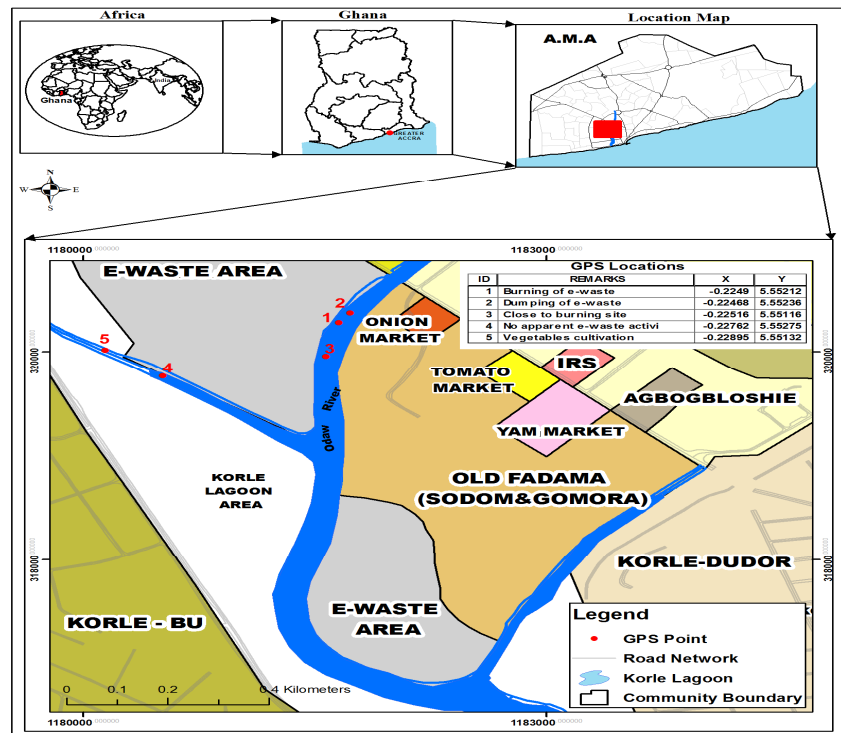 Africa
Ghana
Location Map
India
Ghana
GREATER
ACCRA
A.M.A
N
W
E
S
1180000
1183000
E-WASTE AREA
GPS Locations
ID REMARKS X Y
1 Burning of e-waste -0.2249 5.55212
2 Dumping of e-waste -0.22468 5.55236
3 Close to burning site -0.22516 5.55116
4 No apparent e-waste activi -0.22762 5.55275
5 Vegetables cultivation -0.22895 5.55132
2
1
ONION
MARKET
5
3
4
320000
320000
IRS
TOMATO
MARKET
AGBOGBLOSHIE
Odaw River
YAM MARKET
KORLE
LAGOON
AREA
OLD FADAMA
(SODOM&GOMORA)
318000
318000
KORLE-DUDOR
E-WASTE
AREA
KORLE - BU
Legend
GPS Point
Road Network
Korle Lagoon
Community Boundary
0 0.1 0.2 0.4 Kilometers
1180000
1183000